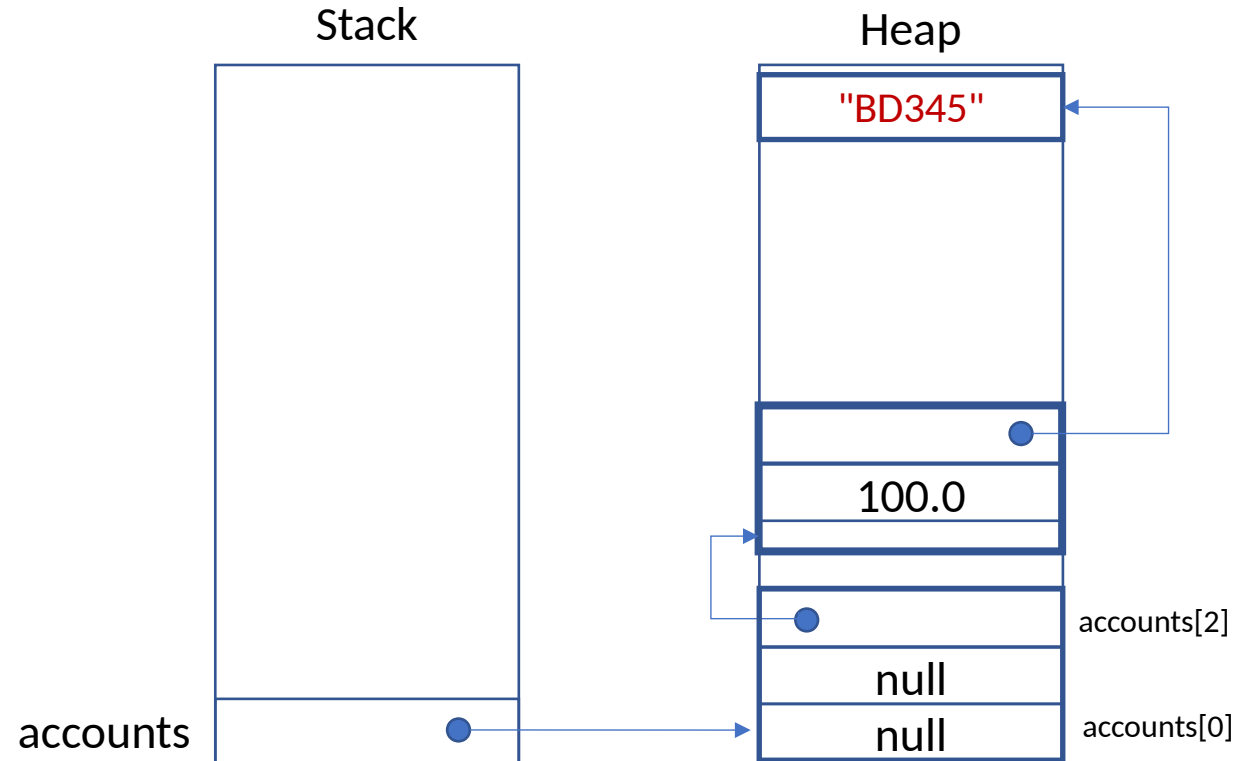 Stack
Heap
"BD345"
100.0
accounts[2]
null
accounts
null
accounts[0]